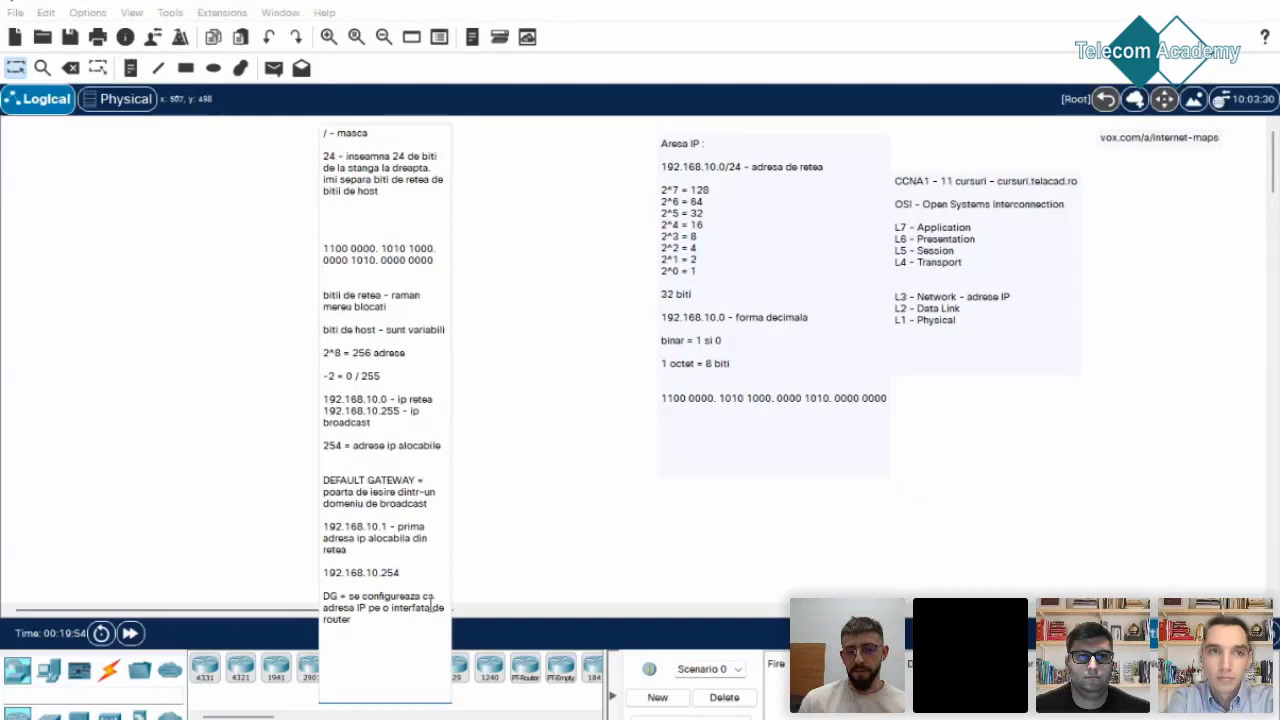 File Edit Options View Tools Extensions Window Help
?
Telecom Academy
Logical Physical x: 507, y: 498
[Root] 10:03:30
/ - masca
24 - inseamna 24 de biti
de la stanga la dreapta.
imi separa biti de retea de
bitii de host
1100 0000. 1010 1000.
0000 1010. 0000 0000
bitii de retea - raman
mereu blocati
biti de host - sunt variabili
2^8 = 256 adrese
-2 = 0 / 255
192.168.10.0 - ip retea
192.168.10.255 - ip
broadcast
254 = adrese ip alocabile
DEFAULT GATEWAY =
poarta de iesire dintr-un
domeniu de broadcast
192.168.10.1 - prima
adresa ip alocabila din
retea
192.168.10.254
DG = se configureaza ca
adresa IP pe o interfata de
router
Aresa IP :
192.168.10.0/24 - adresa de retea
2^7 = 128
2^6 = 64
2^5 = 32
2^4 = 16
2^3 = 8
2^2 = 4
2^1 = 2
2^0 = 1
32 biti
192.168.10.0 - forma decimala
binar = 1 si 0
1 octet = 8 biti
1100 0000. 1010 1000. 0000 1010. 0000 0000
vox.com/a/internet-maps
CCNA1 - 11 cursuri - cursuri.telacad.ro
OSI - Open Systems Interconnection
L7 - Application
L6 - Presentation
L5 - Session
L4 - Transport
L3 - Network - adrese IP
L2 - Data Link
L1 - Physical
Time: 00:19:54
4331 4321 1941 290 29 1240 PT-Router PT-Empty 184
Scenario 0
Fire
New Delete